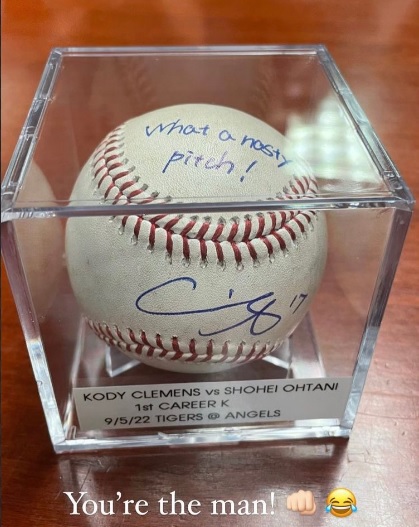 What a nasty
pitch!
17
KODY CLEMENS vs SHOHEI OHTANI
1st CAREER K
9/5/22 TIGERS @ ANGELS
You're the man! 👊🏻 😂